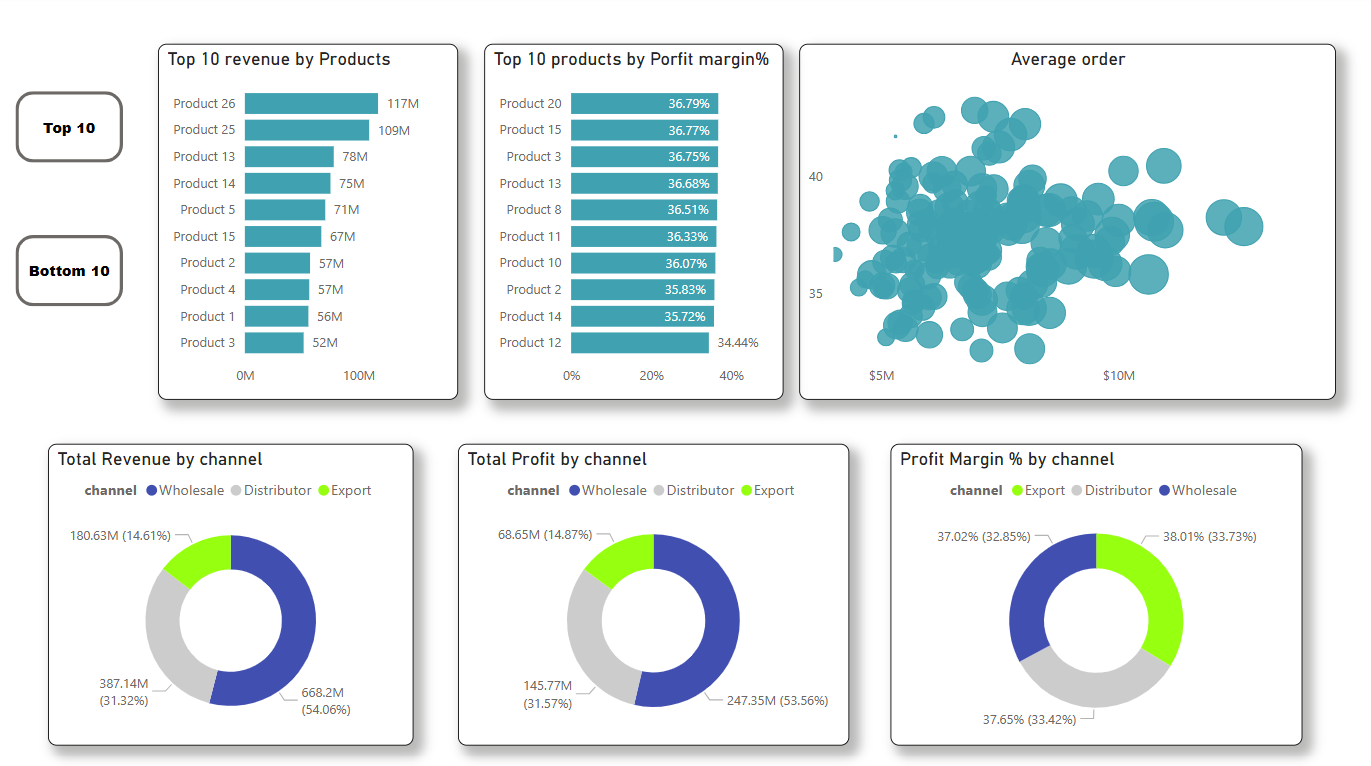 Top 10
Bottom 10
Top 10 revenue by Products
Product 26 117M
Product 25 109M
Product 13 78M
Product 14 75M
Product 5 71M
Product 15 67M
Product 2 57M
Product 4 57M
Product 1 56M
Product 3 52M
0M 100M
Top 10 products by Porfit margin%
Product 20 36.79%
Product 15 36.77%
Product 3 36.75%
Product 13 36.68%
Product 8 36.51%
Product 11 36.33%
Product 10 36.07%
Product 2 35.83%
Product 14 35.72%
Product 12 34.44%
0% 20% 40%
Average order
40
35
$5M $10M
Total Revenue by channel
channel Wholesale Distributor Export
180.63M (14.61%)
387.14M
(31.32%)
668.2M
(54.06%)
Total Profit by channel
channel Wholesale Distributor Export
68.65M (14.87%)
145.77M
(31.57%)
247.35M (53.56%)
Profit Margin % by channel
channel Export Distributor Wholesale
37.02% (32.85%)
38.01% (33.73%)
37.65% (33.42%)